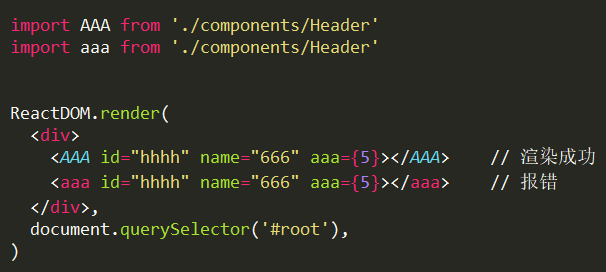 import AAA from './components/Header'
import aaa from './components/Header'
ReactDOM.render(
<div>
<AAA id="hhhh" name="666" aaa={5}></AAA> // 渲染成功
<aaa id="hhhh" name="666" aaa={5}></aaa> // 报错
</div>,
document.querySelector('#root'),
)